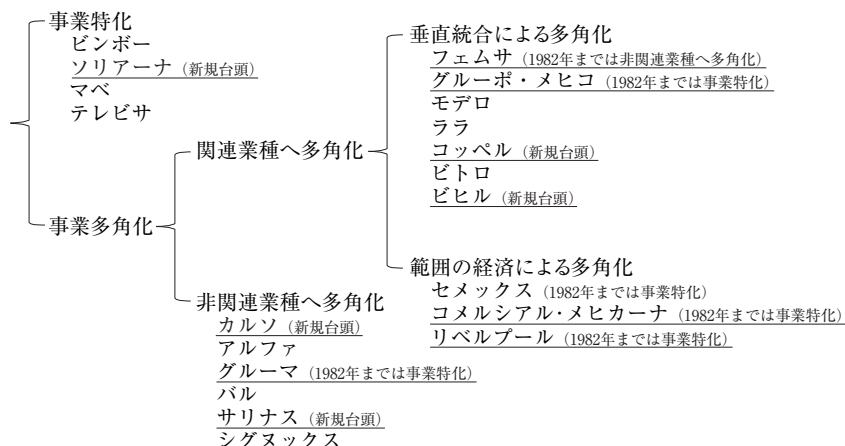 事業特化
ビンボー
ソリアーナ（新規台頭）
マベ
テレビサ
事業多角化
関連業種へ多角化
垂直統合による多角化
フェムサ（1982年までは非関連業種へ多角化）
グルーポ・メヒコ（1982年までは事業特化）
モデロ
ララ
コッペル（新規台頭）
ビトロ
ビヒル（新規台頭）
範囲の経済による多角化
セメックス（1982年までは事業特化）
コメルシアル・メヒカーナ（1982年までは事業特化）
リベルプール（1982年までは事業特化）
非関連業種へ多角化
カルソ（新規台頭）
アルファ
グルーマ（1982年までは事業特化）
バル
サリナス（新規台頭）
シグヌックス